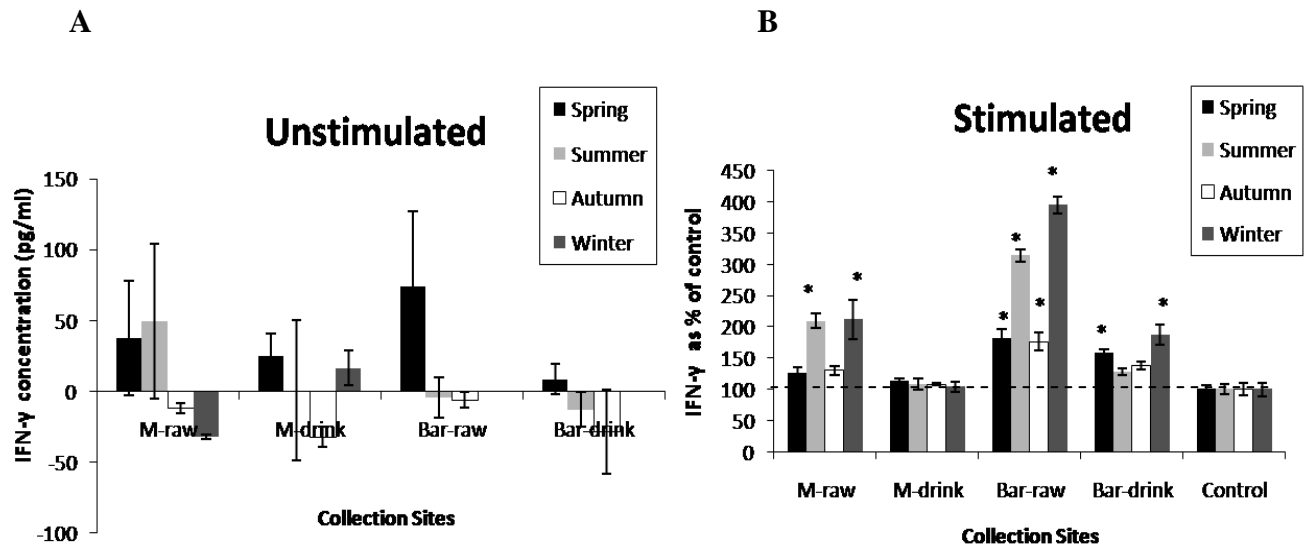 A
Unstimulated
Spring
Summer
Autumn
Winter
IFN-γ concentration (pg/ml)
150
100
50
0
-50
-100
M-raw
M-drink
Bar-raw
Bar-drink
Collection Sites
B
Stimulated
Spring
Summer
Autumn
Winter
IFN-γ as % of control
450
400
350
300
250
200
150
100
50
0
* * * * * * * *
M-raw
M-drink
Bar-raw
Bar-drink
Control
Collection Sites